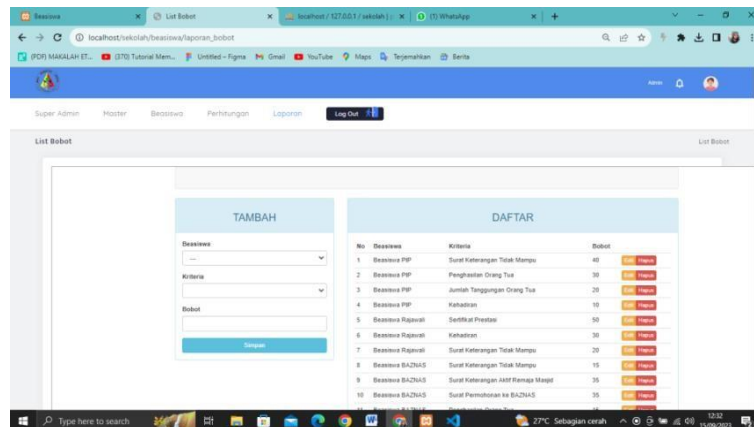 Beasiswa
List Bobot
localhost / 127.0.0.1 / sekolah |
(1) WhatsApp
localhost/sekolah/beasiswa/laporan_bobot
(PDF) MAKALAH ET...
(370) Tutorial Mem...
Untitled – Figma
Gmail
YouTube
Maps
Terjemahkan
Berita
Admin
Super Admin
Master
Beasiswa
Perhitungan
Laporan
Log Out
List Bobot
List Bobot
TAMBAH
Beasiswa
---
Kriteria
Bobot
Simpan
DAFTAR
No Beasiswa Kriteria Bobot
1 Beasiswa PIP Surat Keterangan Tidak Mampu 40 Edit Hapus
2 Beasiswa PIP Penghasilan Orang Tua 30 Edit Hapus
3 Beasiswa PIP Jumlah Tanggungan Orang Tua 20 Edit Hapus
4 Beasiswa PIP Kehadiran 10 Edit Hapus
5 Beasiswa Rajawali Sertifikat Prestasi 50 Edit Hapus
6 Beasiswa Rajawali Kehadiran 30 Edit Hapus
7 Beasiswa Rajawali Surat Keterangan Tidak Mampu 20 Edit Hapus
8 Beasiswa BAZNAS Surat Keterangan Tidak Mampu 15 Edit Hapus
9 Beasiswa BAZNAS Surat Keterangan Aktif Remaja Masjid 35 Edit Hapus
10 Beasiswa BAZNAS Surat Permohonan ke BAZNAS 35 Edit Hapus
Type here to search
27°C Sebagian cerah
12:32
15/09/2023